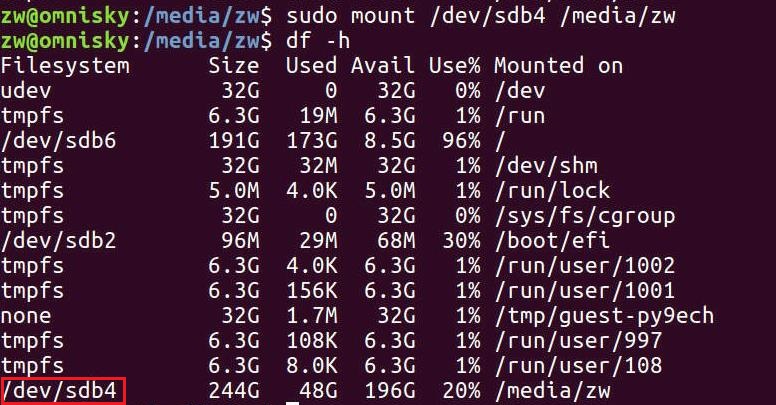 zw@omnisky:/media/zw$ sudo mount /dev/sdb4 /media/zw
zw@omnisky:/media/zw$ df -h
Filesystem Size Used Avail Use% Mounted on
udev 32G 0 32G 0% /dev
tmpfs 6.3G 19M 6.3G 1% /run
/dev/sdb6 191G 173G 8.5G 96% /
tmpfs 32G 32M 32G 1% /dev/shm
tmpfs 5.0M 4.0K 5.0M 1% /run/lock
tmpfs 32G 0 32G 0% /sys/fs/cgroup
/dev/sdb2 96M 29M 68M 30% /boot/efi
tmpfs 6.3G 4.0K 6.3G 1% /run/user/1002
tmpfs 6.3G 156K 6.3G 1% /run/user/1001
none 32G 1.7M 32G 1% /tmp/guest-py9ech
tmpfs 6.3G 108K 6.3G 1% /run/user/997
tmpfs 6.3G 8.0K 6.3G 1% /run/user/108
/dev/sdb4 244G 48G 196G 20% /media/zw